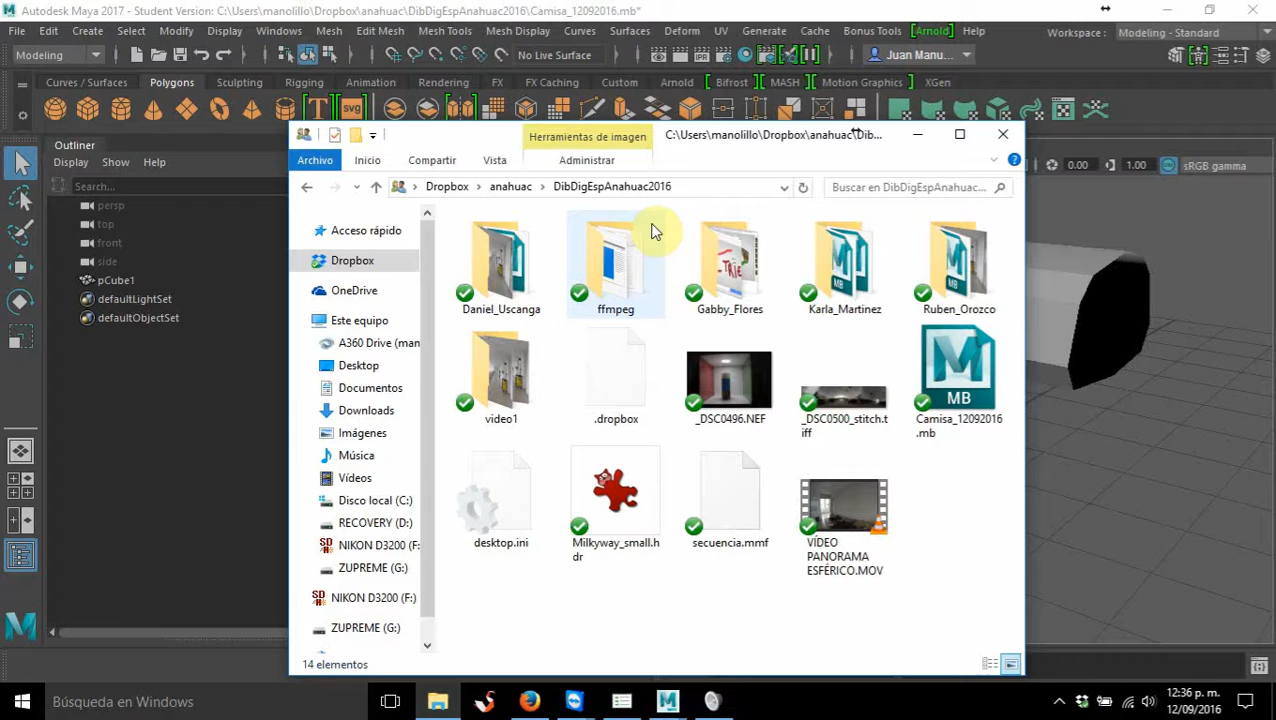 Autodesk Maya 2017 - Student Version: C:\Users\manolillo\Dropbox\anahuac\DibDigEspAnahuac2016\Camisa_12092016.mb*
File Edit Create Select Modify Display Windows Mesh Edit Mesh Mesh Tools Mesh Display Curves Surfaces Deform UV Generate Cache Bonus Tools Arnold Help Workspace: Modeling - Standard
Modeling No Live Surface Juan Manu...
Curves / Surfaces Polygons Sculpting Rigging Animation Rendering FX FX Caching Custom Arnold Bifrost MASH Motion Graphics XGen
T svg
Outliner
Display Show Help
Search...
persp
top
front
side
pCube1
defaultLightSet
defaultObjectSet
0.00 1.00 sRGB gamma
Herramientas de imagen C:\Users\manolillo\Dropbox\anahuac\Dib...
Archivo Inicio Compartir Vista Administrar
Dropbox anahuac DibDigEspAnahuac2016 Buscar en DibDigEspAnahuac...
Acceso rápido
Dropbox
OneDrive
Este equipo
A360 Drive (man
Desktop
Documentos
Downloads
Imágenes
Música
Vídeos
Disco local (C:)
RECOVERY (D:)
NIKON D3200 (F:
ZUPREME (G:)
NIKON D3200 (F:)
ZUPREME (G:)
Daniel_Uscanga ffmpeg Gabby_Flores Karla_Martinez Ruben_Orozco
video1 .dropbox _DSC0496.NEF _DSC0500_stitch.t
iff
Camisa_12092016
.mb
desktop.ini Milkyway_small.h
dr
secuencia.mmf VÍDEO
PANORAMA
ESFÉRICO.MOV
MB
14 elementos
Búsqueda en Windows
12:36 p. m.
12/09/2016